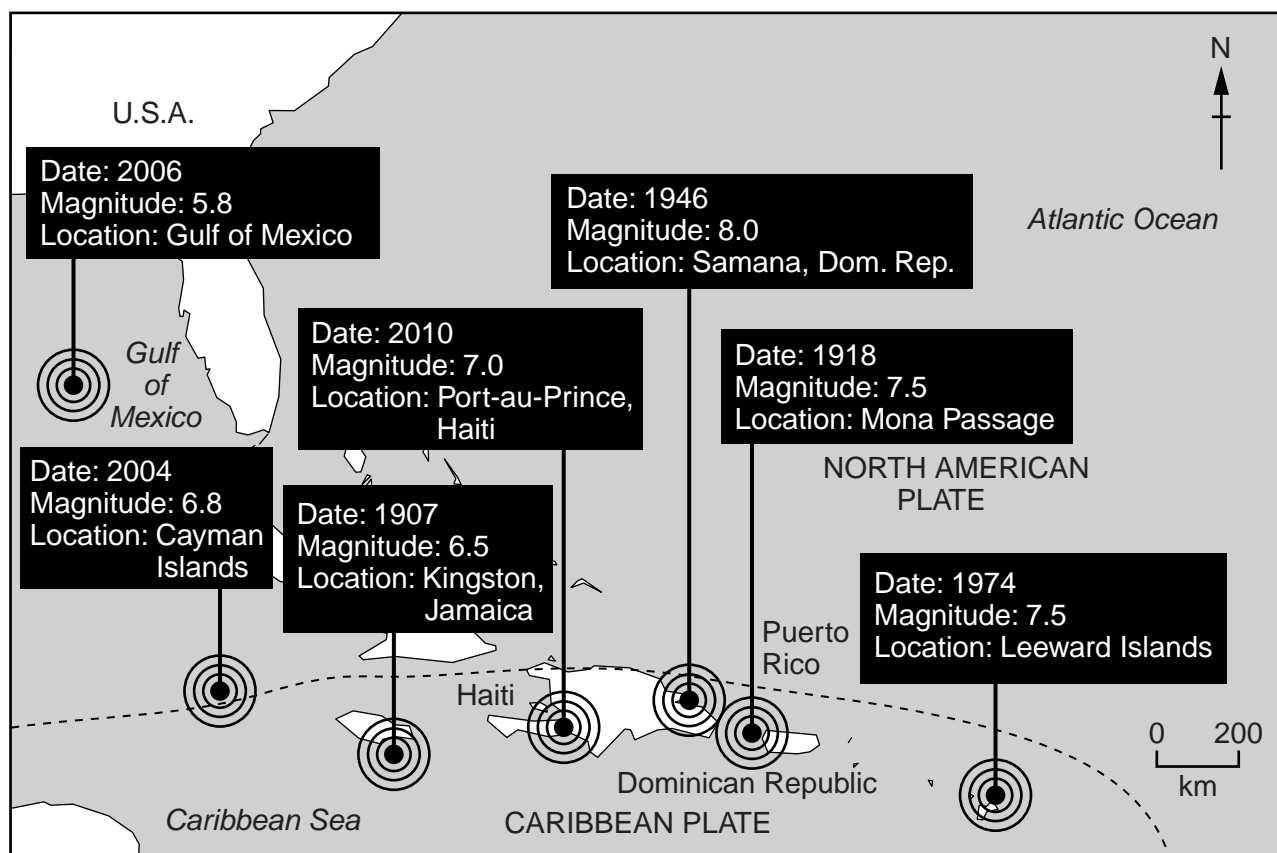 N
U.S.A.
Date: 2006
Magnitude: 5.8
Location: Gulf of Mexico
Date: 1946
Magnitude: 8.0
Location: Samana, Dom. Rep.
Atlantic Ocean
Date: 2010
Magnitude: 7.0
Location: Port-au-Prince,
Haiti
Gulf
of
Mexico
Date: 1918
Magnitude: 7.5
Location: Mona Passage
Date: 2004
Magnitude: 6.8
Location: Cayman
Islands
Date: 1907
Magnitude: 6.5
Location: Kingston,
Jamaica
NORTH AMERICAN
PLATE
Date: 1974
Magnitude: 7.5
Location: Leeward Islands
Puerto
Rico
Haiti
0 200
km
Dominican Republic
Caribbean Sea
CARIBBEAN PLATE